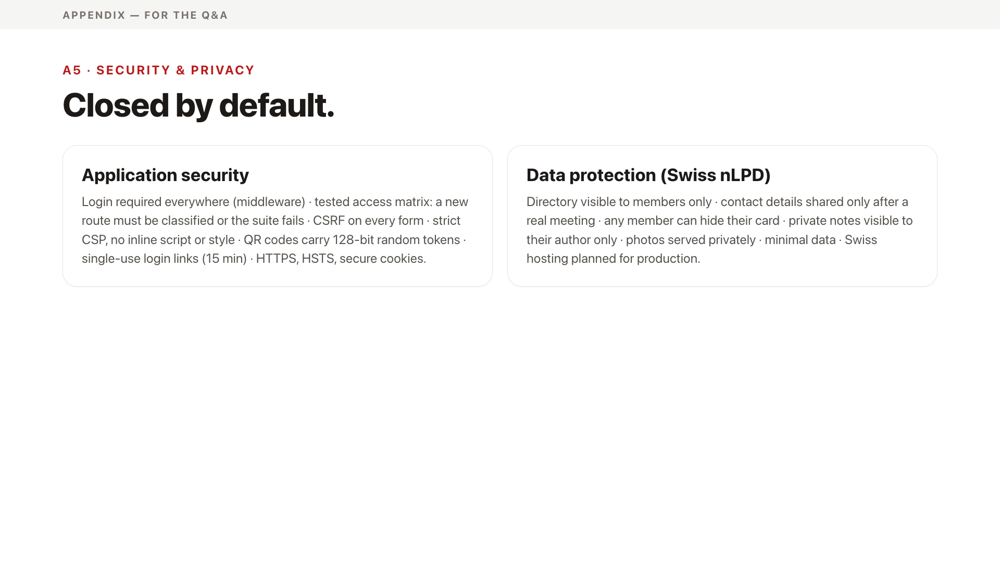 APPENDIX — FOR THE Q&A
A5 · SECURITY & PRIVACY
Closed by default.
Application security
Login required everywhere (middleware) · tested access matrix: a new
route must be classified or the suite fails · CSRF on every form · strict
CSP, no inline script or style · QR codes carry 128-bit random tokens ·
single-use login links (15 min) · HTTPS, HSTS, secure cookies.
Data protection (Swiss nLPD)
Directory visible to members only · contact details shared only after a
real meeting · any member can hide their card · private notes visible to
their author only · photos served privately · minimal data · Swiss
hosting planned for production.